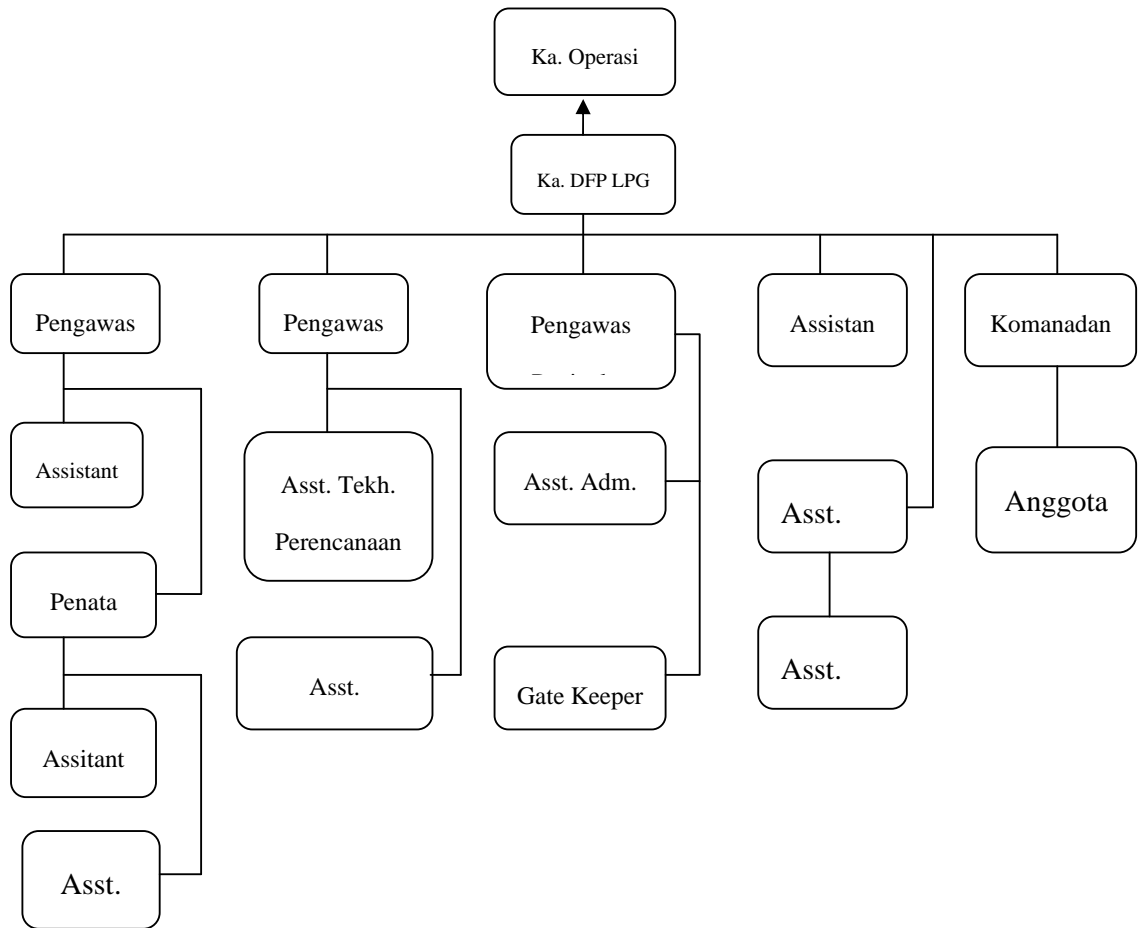 Ka. Operasi
Ka. DFP LPG
Pengawas
Pengawas
Pengawas
Assistan
Komanadan
Assistant
Asst. Tekh.
Perencanaan
Asst. Adm.
Asst.
Anggota
Penata
Asst.
Gate Keeper
Asst.
Assitant
Asst.